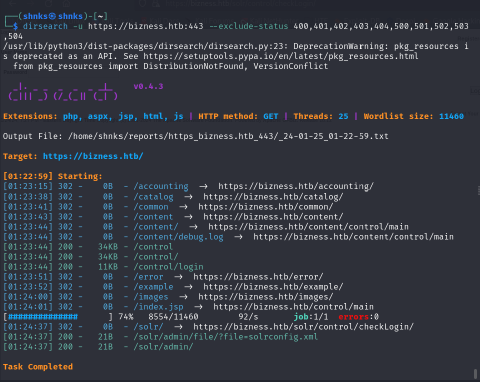 ┌──(shnks㉿shnks)-[~]
└─$ dirsearch -u https://bizness.htb:443 --exclude-status 400,401,402,403,404,500,501,502,503
,504
/usr/lib/python3/dist-packages/dirsearch.py:23: DeprecationWarning: pkg_resources i
s deprecated as an API. See https://setuptools.pypa.io/en/latest/pkg_resources.html
from pkg_resources import DistributionNotFound, VersionConflict
v0.4.3
Extensions: php, aspx, jsp, html, js | HTTP method: GET | Threads: 25 | Wordlist size: 11460
Output File: /home/shnks/reports/https_bizness.htb_443/_24-01-25_01-22-59.txt
Target: https://bizness.htb/
[01:22:59] Starting:
[01:23:15] 302 - 0B - /accounting → https://bizness.htb/accounting/
[01:23:38] 302 - 0B - /catalog → https://bizness.htb/catalog/
[01:23:41] 302 - 0B - /common → https://bizness.htb/common/
[01:23:43] 302 - 0B - /content → https://bizness.htb/content/
[01:23:44] 302 - 0B - /content/ → https://bizness.htb/content/control/main
[01:23:44] 302 - 0B - /content/debug.log → https://bizness.htb/content/control/main
[01:23:44] 200 - 34KB - /control
[01:23:44] 200 - 11KB - /control/login
[01:23:51] 302 - 0B - /error → https://bizness.htb/error/
[01:23:52] 302 - 0B - /example → https://bizness.htb/example/
[01:24:00] 302 - 0B - /images → https://bizness.htb/images/
[01:24:01] 302 - 0B - /index.jsp → https://bizness.htb/control/main
[############## ] 74% 8554/11460 92/s job:1/1 errors:0
[01:24:37] 302 - 0B - /solr/ → https://bizness.htb/solr/control/checkLogin/
[01:24:37] 200 - 21B - /solr/admin/file/?file=solrconfig.xml
[01:24:37] 200 - 21B - /solr/admin/
Task Completed